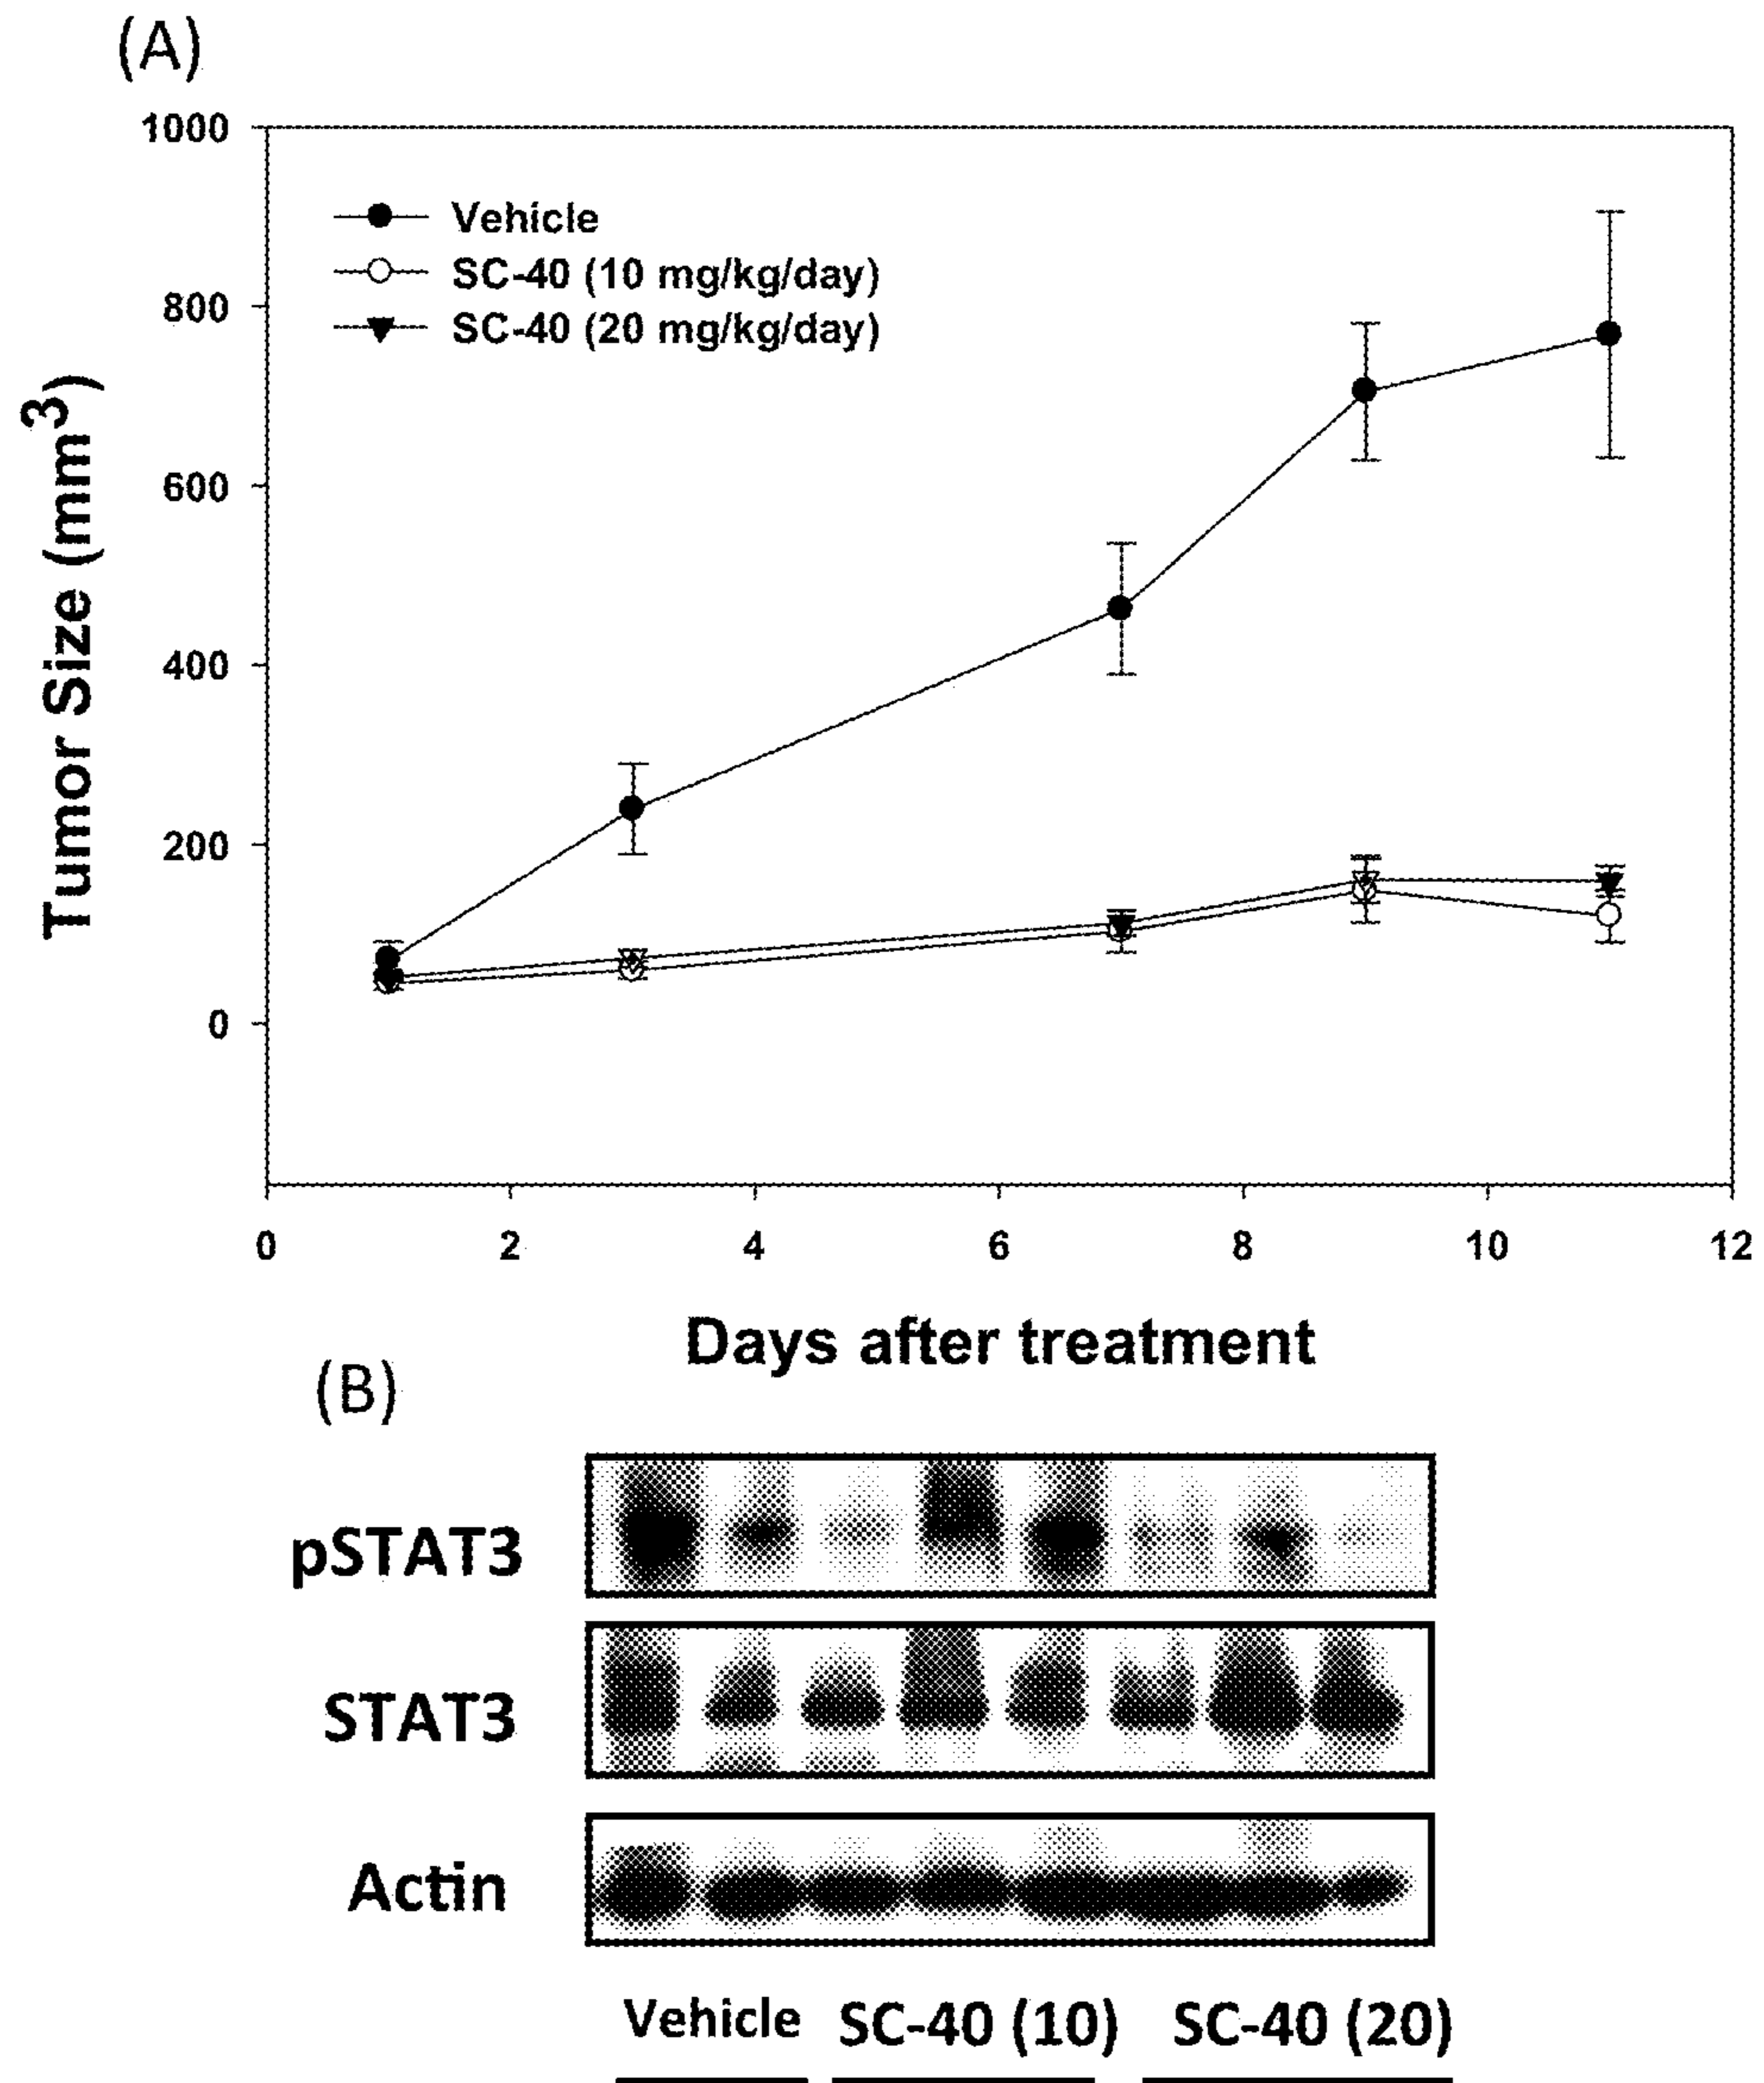 (A)
1000
800
600
400
200
0
Tumor Size (mm³)
Vehicle
SC-40 (10 mg/kg/day)
SC-40 (20 mg/kg/day)
0 2 4 6 8 10 12
Days after treatment
(B)
pSTAT3
STAT3
Actin
Vehicle SC-40 (10) SC-40 (20)